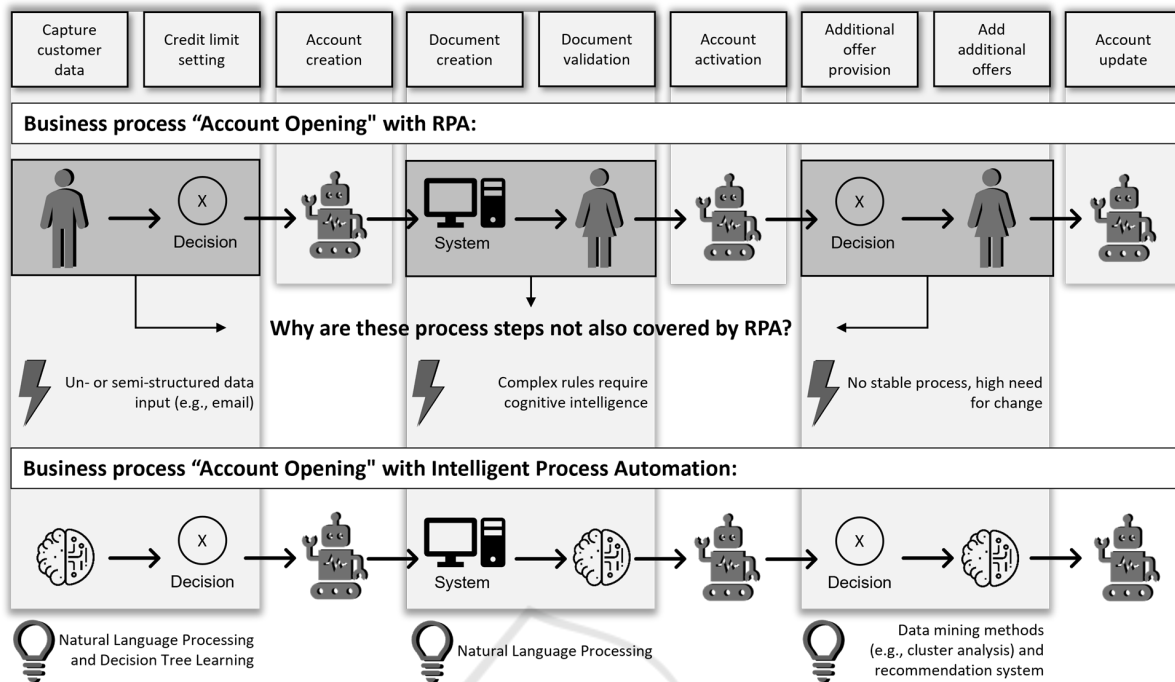 Capture
customer
data
Credit limit
setting
Account
creation
Document
creation
Document
validation
Account
activation
Additional
offer
provision
Add
additional
offers
Account
update
Business process “Account Opening" with RPA:
X
Decision
System
X
Decision
Why are these process steps not also covered by RPA?
Un- or semi-structured data
input (e.g., email)
Complex rules require
cognitive intelligence
No stable process, high need
for change
Business process “Account Opening" with Intelligent Process Automation:
X
Decision
System
X
Decision
Natural Language Processing
and Decision Tree Learning
Natural Language Processing
Data mining methods
(e.g., cluster analysis) and
recommendation system